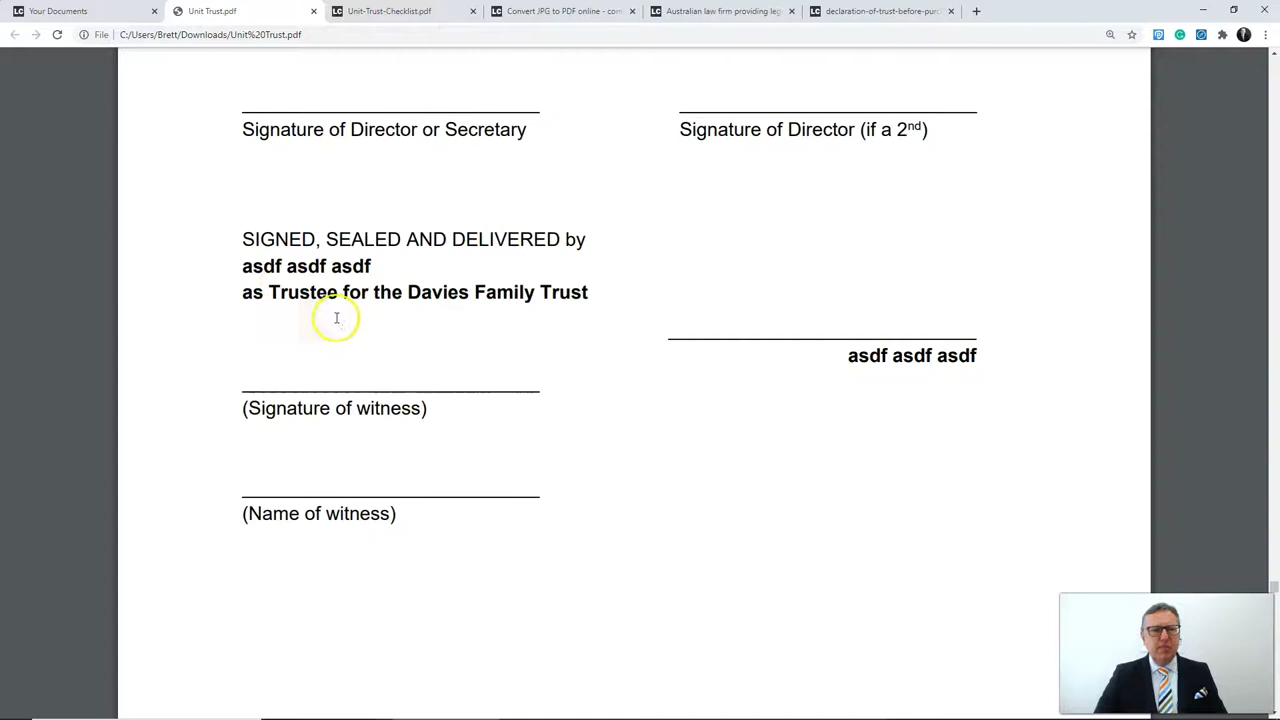 Your Documents
Unit Trust.pdf
Unit-Trust-Checklist.pdf
Convert JPG to PDF online - con
Australian law firm providing leg
declaration-of-trust-before-purc
File
C:/Users/Brett/Downloads/Unit%20Trust.pdf
Signature of Director or Secretary
Signature of Director (if a 2nd)
SIGNED, SEALED AND DELIVERED by
asdf asdf asdf
as Trustee for the Davies Family Trust
asdf asdf asdf
(Signature of witness)
(Name of witness)